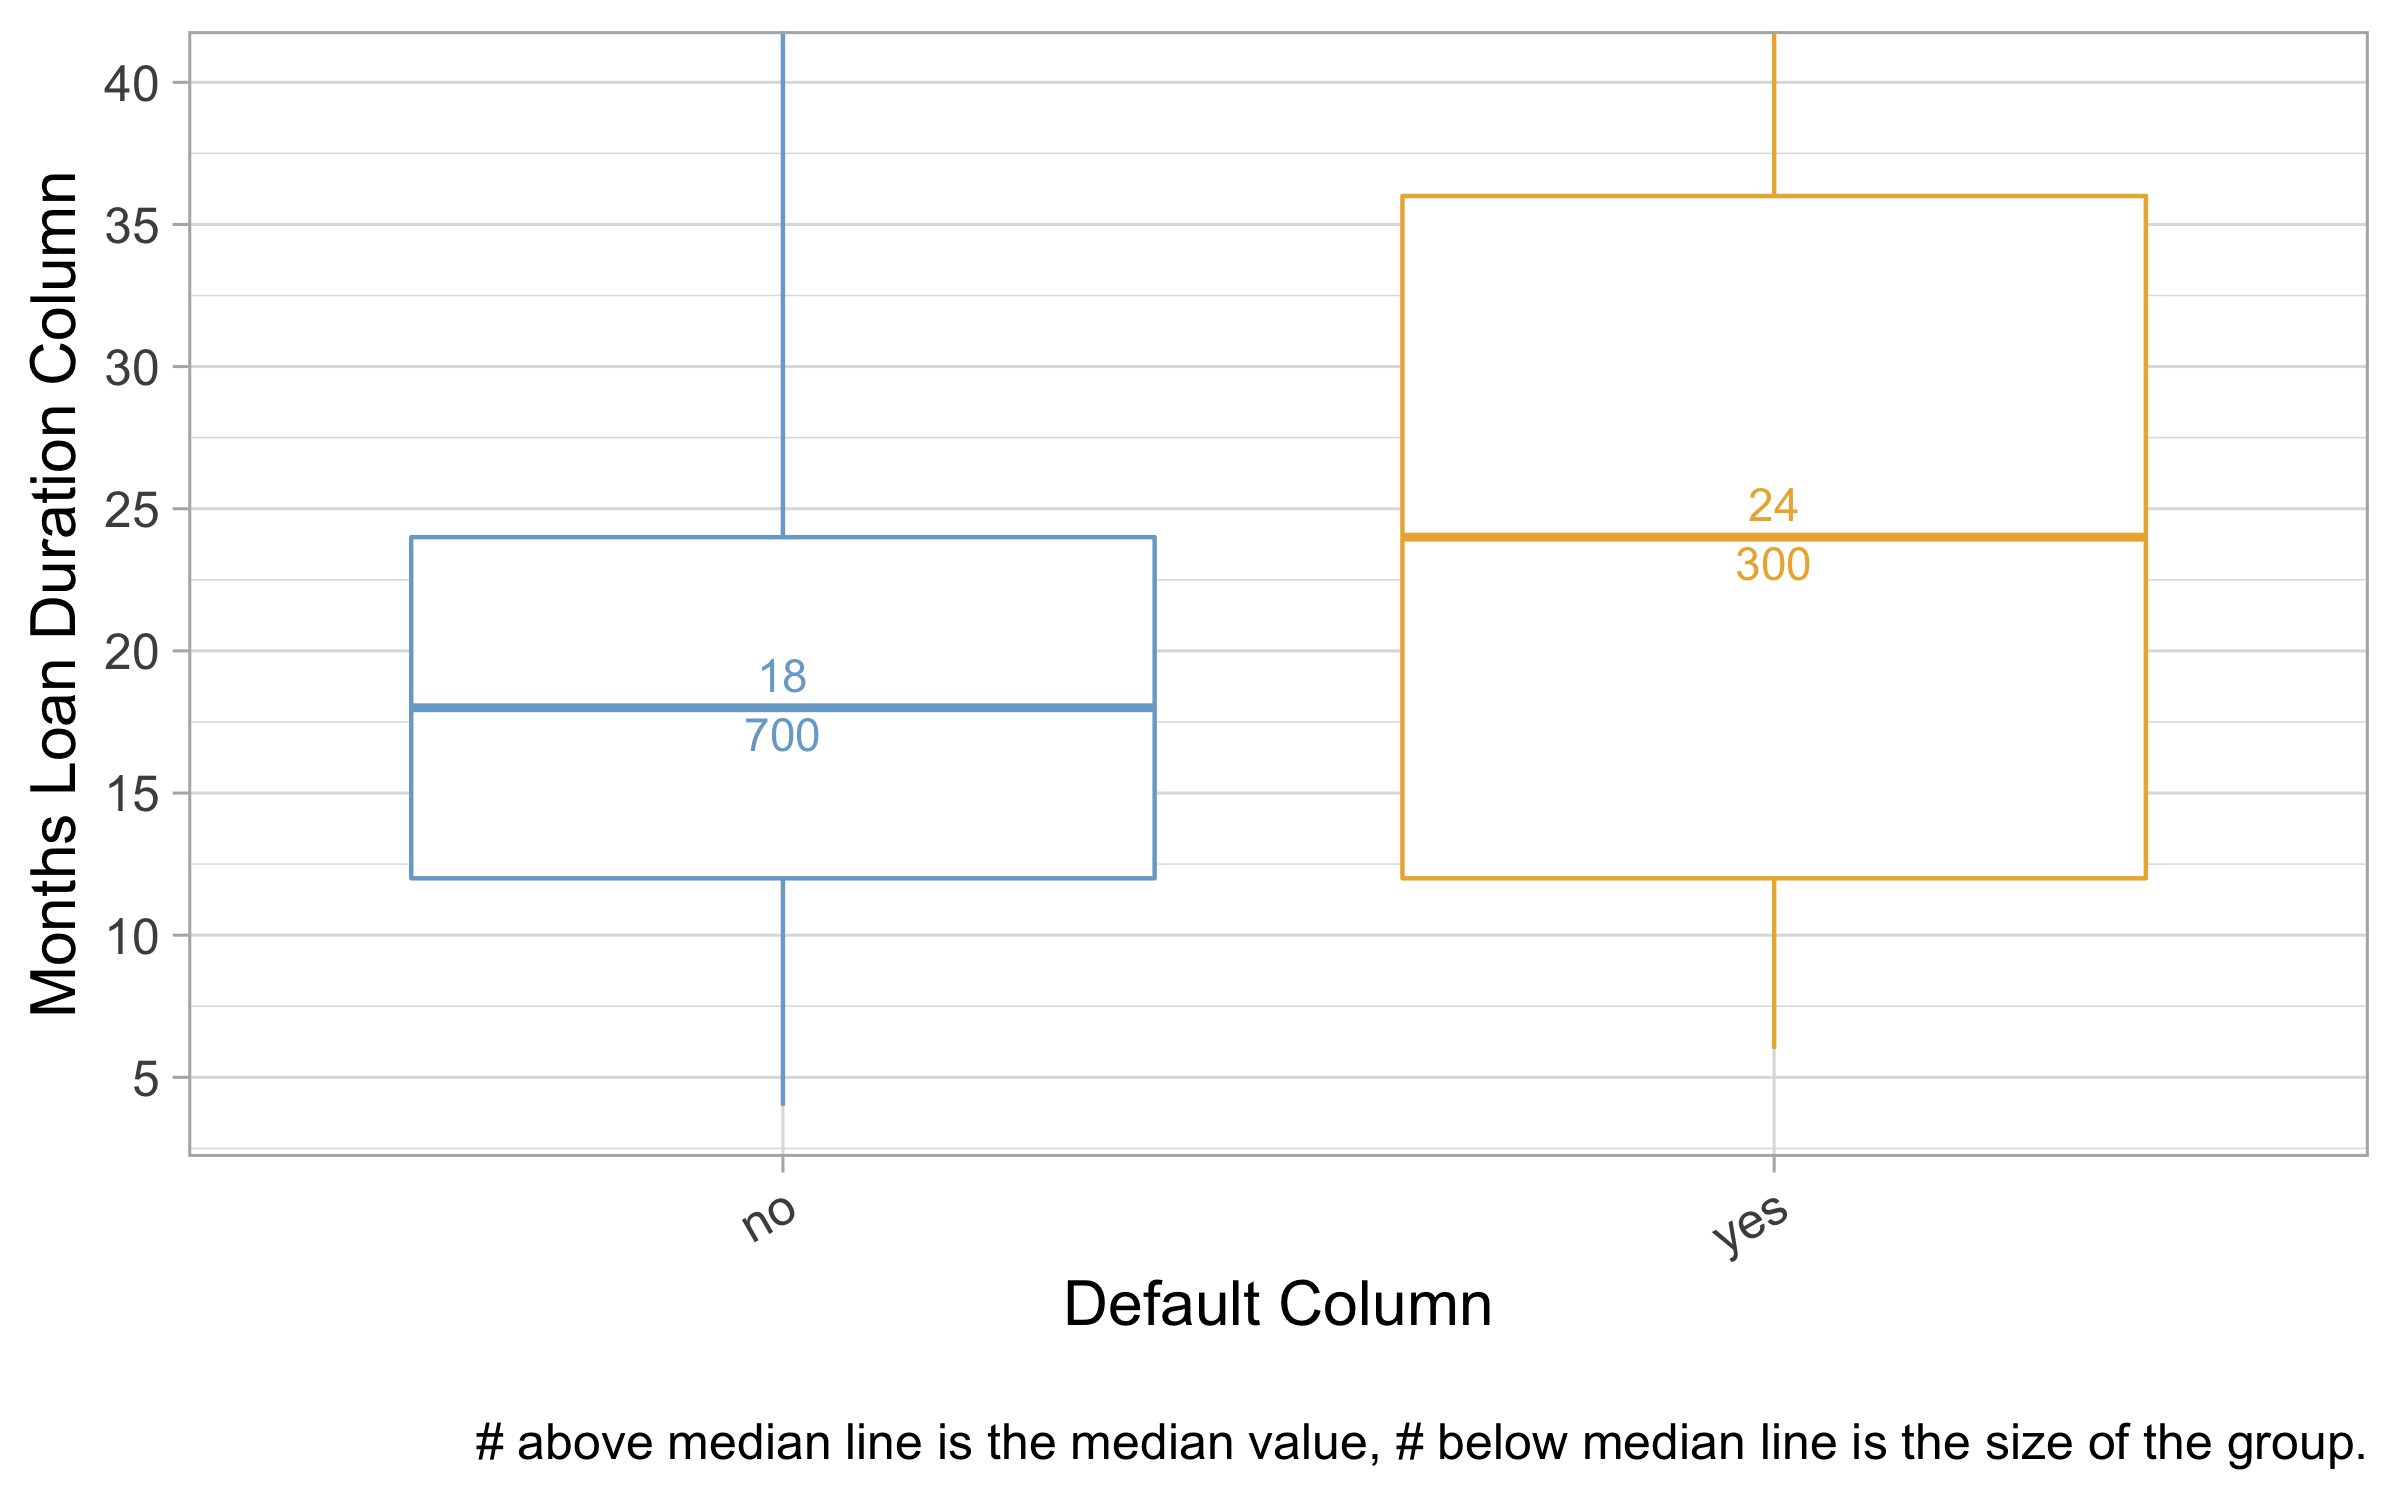 Months Loan Duration Column
40
35
30
25
20
15
10
5
18
700
24
300
no
yes
Default Column
# above median line is the median value, # below median line is the size of the group.